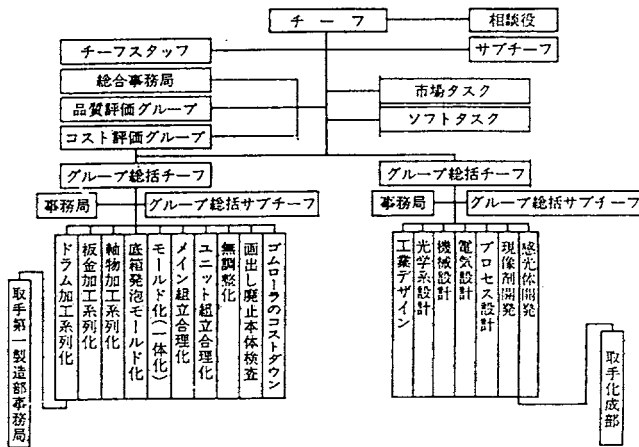 チーフ
相談役
チーフスタッフ
サブチーフ
総合事務局
市場タスク
品質評価グループ
ソフトタスク
コスト評価グループ
グループ総括チーフ
グループ総括チーフ
事務局
グループ総括サブチーフ
事務局
グループ総括サブチーフ
取手第一製造部事務局
ドラム加工系列化
板金加工系列化
軸物加工系列化
底箱発泡モールド化
モールド化(一体化)
メイン組立合理化
ユニット組立合理化
無調整化
画出し廃止本体検査
ゴムローラのコストダウン
工業デザイン
光学系設計
機械設計
電気設計
プロセス設計
現像剤開発
感光体開発
取手化成部